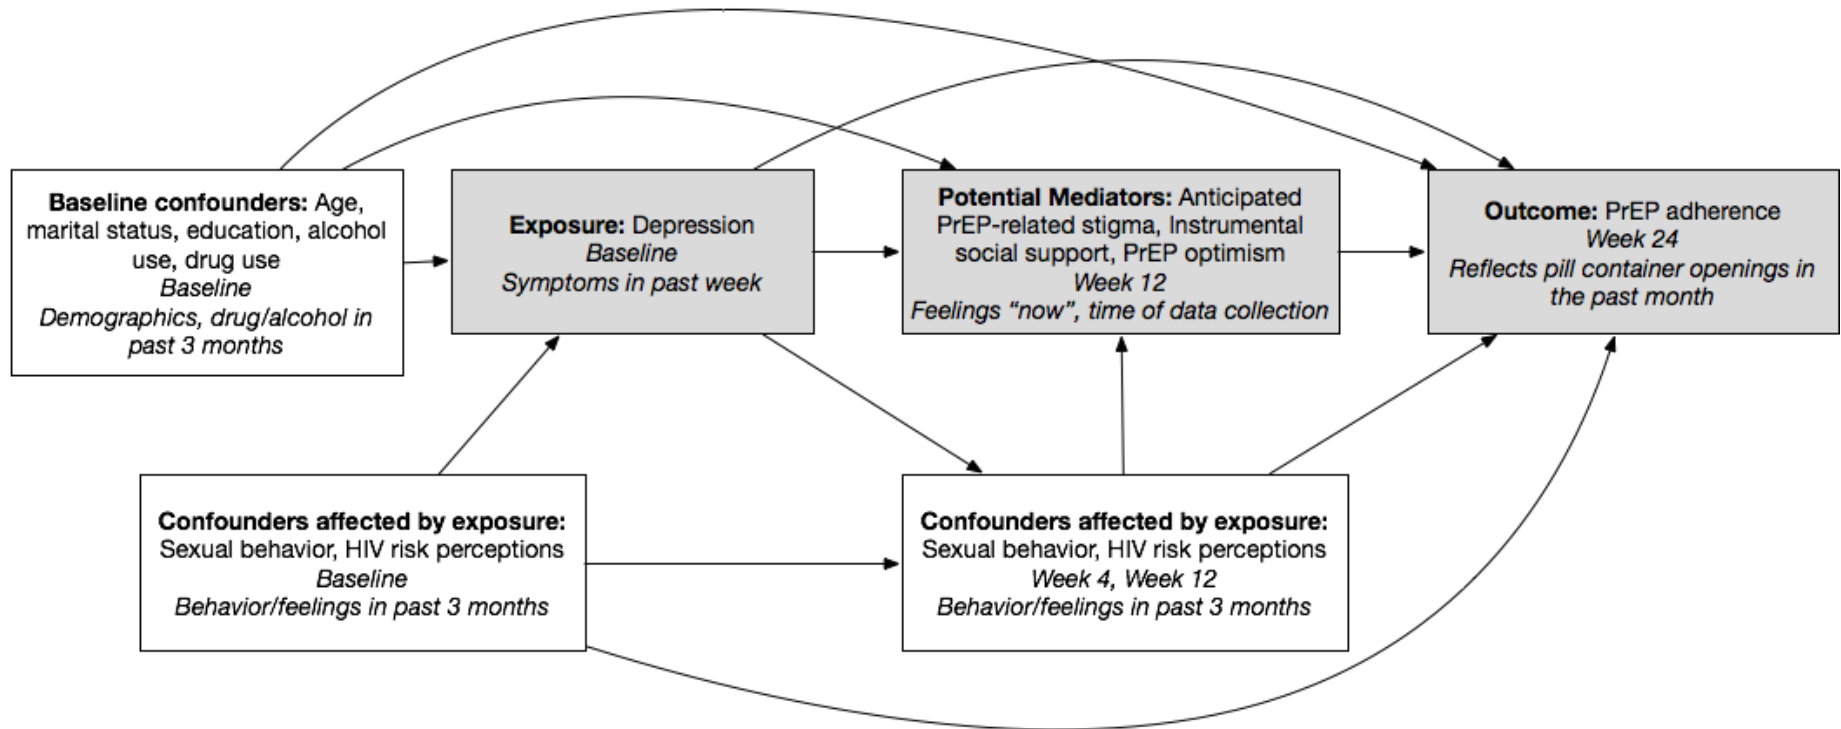 Baseline confounders: Age,
marital status, education, alcohol
use, drug use
Baseline
Demographics, drug/alcohol in
past 3 months
Exposure: Depression
Baseline
Symptoms in past week
Potential Mediators: Anticipated
PrEP-related stigma, Instrumental
social support, PrEP optimism
Week 12
Feelings “now”, time of data collection
Outcome: PrEP adherence
Week 24
Reflects pill container openings in
the past month
Confounders affected by exposure:
Sexual behavior, HIV risk perceptions
Baseline
Behavior/feelings in past 3 months
Confounders affected by exposure:
Sexual behavior, HIV risk perceptions
Week 4, Week 12
Behavior/feelings in past 3 months